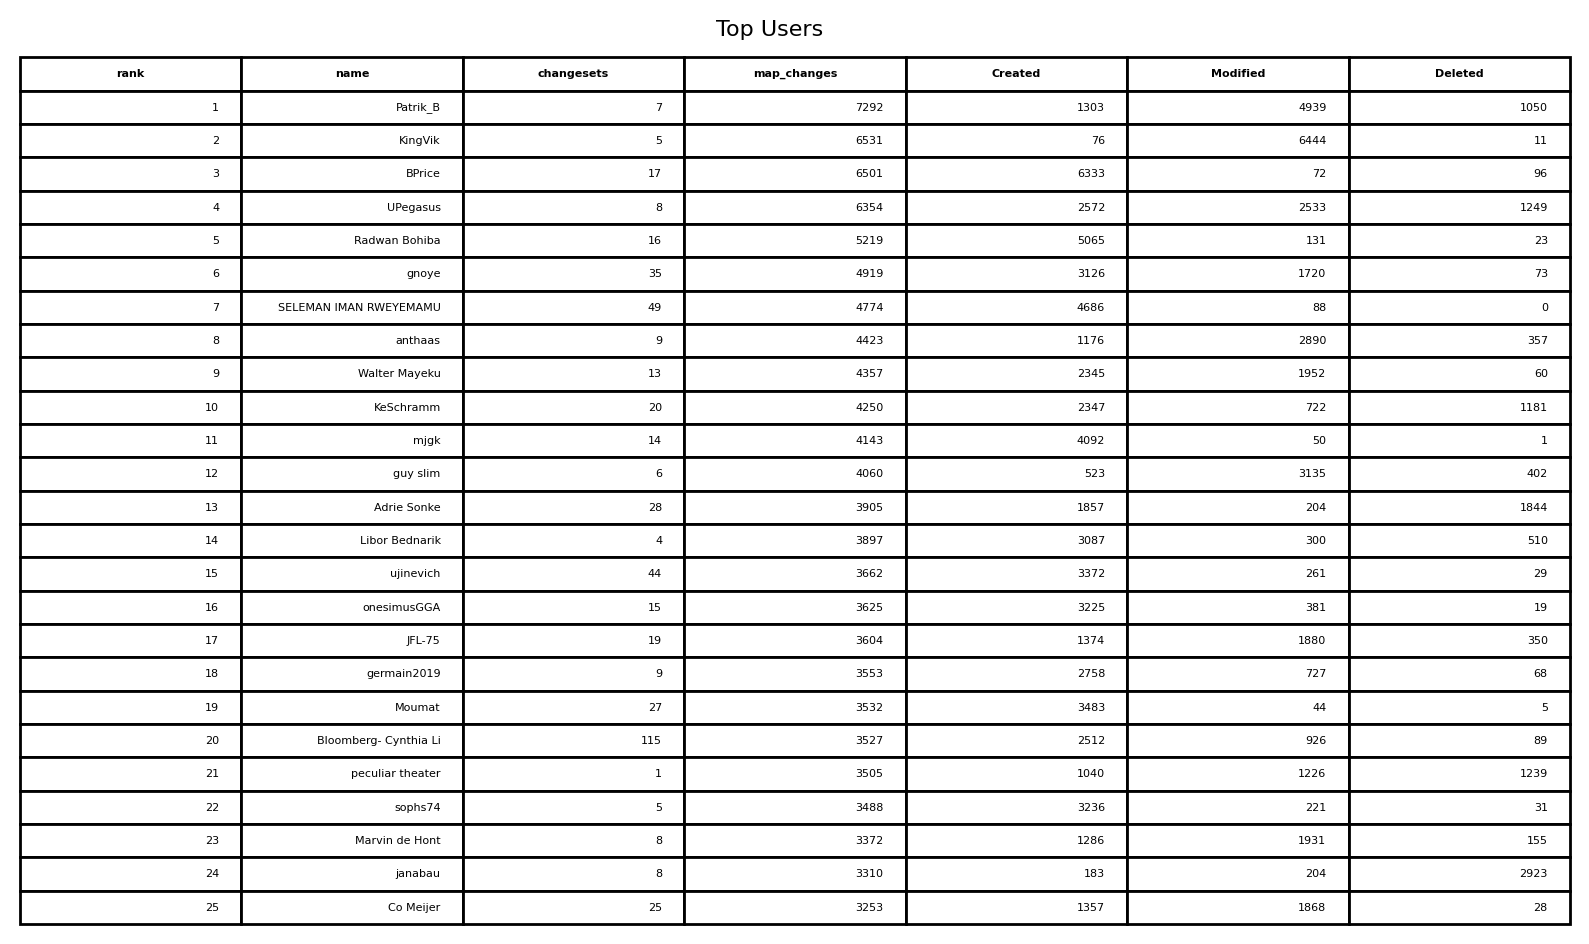 Top Users
rank name changesets map_changes Created Modified Deleted
1 Patrik_B 7 7292 1303 4939 1050
2 KingVik 5 6531 76 6444 11
3 BPrice 17 6501 6333 72 96
4 UPegasus 8 6354 2572 2533 1249
5 Radwan Bohiba 16 5219 5065 131 23
6 gnoye 35 4919 3126 1720 73
7 SELEMAN IMAN RWEYEMAMU 49 4774 4686 88 0
8 anthaas 9 4423 1176 2890 357
9 Walter Mayeku 13 4357 2345 1952 60
10 KeSchramm 20 4250 2347 722 1181
11 mjgk 14 4143 4092 50 1
12 guy slim 6 4060 523 3135 402
13 Adrie Sonke 28 3905 1857 204 1844
14 Libor Bednarik 4 3897 3087 300 510
15 ujinevich 44 3662 3372 261 29
16 onesimusGGA 15 3625 3225 381 19
17 JFL-75 19 3604 1374 1880 350
18 germain2019 9 3553 2758 727 68
19 Moumat 27 3532 3483 44 5
20 Bloomberg- Cynthia Li 115 3527 2512 926 89
21 peculiar theater 1 3505 1040 1226 1239
22 sophs74 5 3488 3236 221 31
23 Marvin de Hont 8 3372 1286 1931 155
24 janabau 8 3310 183 204 2923
25 Co Meijer 25 3253 1357 1868 28